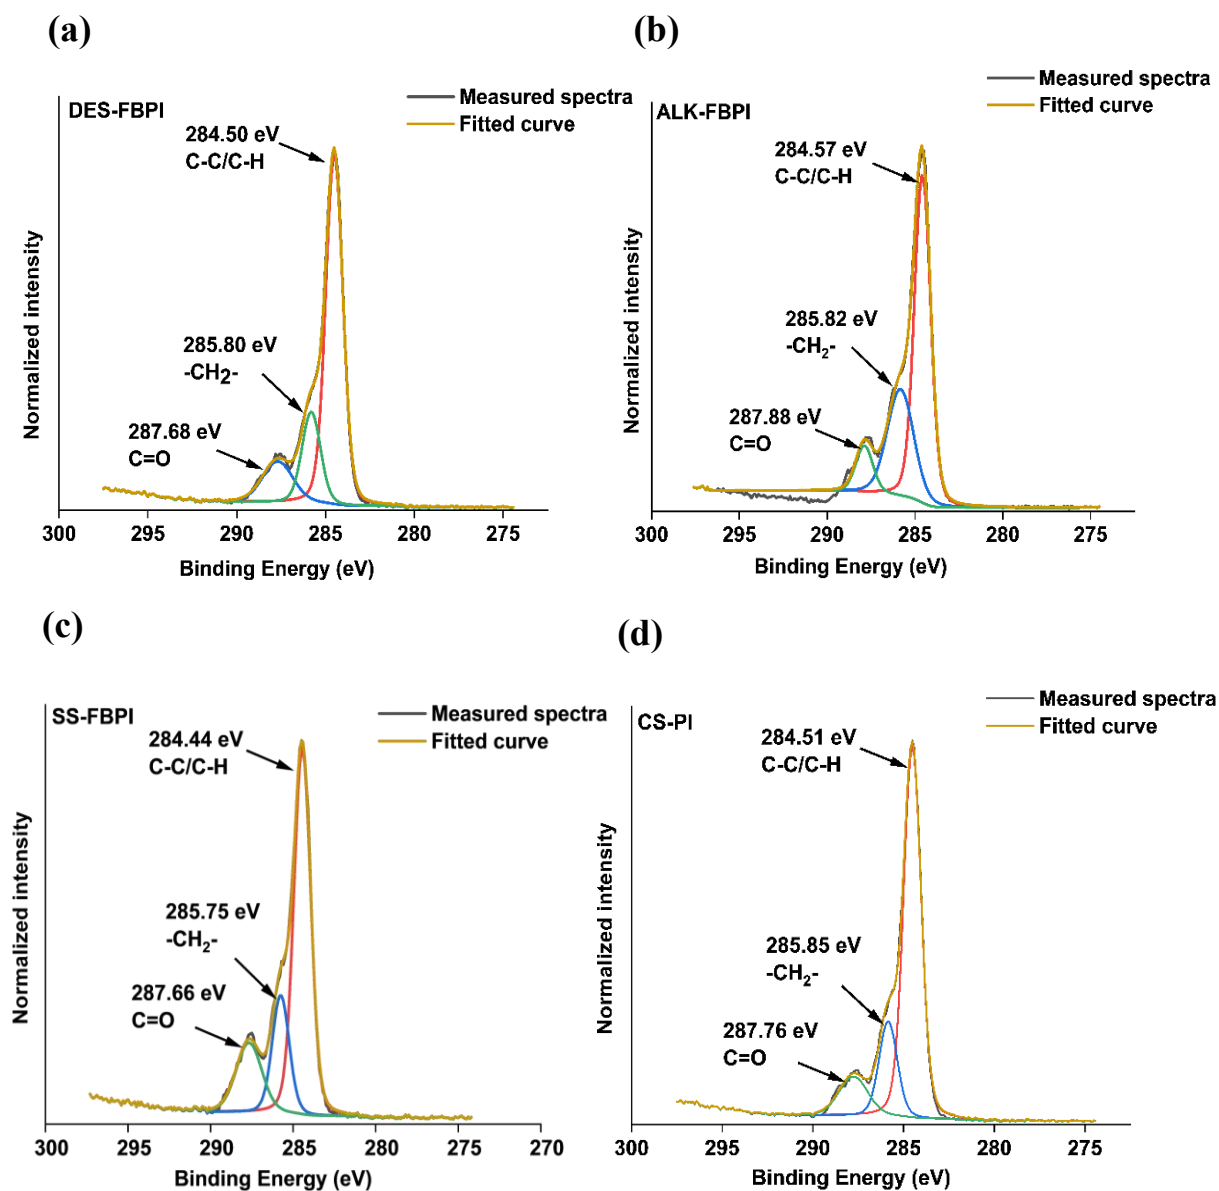 (a)
DES-FBPI
Measured spectra
Fitted curve
284.50 eV
C-C/C-H
285.80 eV
-CH2-
287.68 eV
C=O
Normalized intensity
300 295 290 285 280 275
Binding Energy (eV)
(b)
ALK-FBPI
Measured spectra
Fitted curve
284.57 eV
C-C/C-H
285.82 eV
-CH₂-
287.88 eV
C=O
Normalized intensity
300 295 290 285 280 275
Binding Energy (eV)
(c)
SS-FBPI
Measured spectra
Fitted curve
284.44 eV
C-C/C-H
285.75 eV
-CH₂-
287.66 eV
C=O
Normalized intensity
300 295 290 285 280 275 270
Binding Energy (eV)
(d)
CS-PI
Measured spectra
Fitted curve
284.51 eV
C-C/C-H
285.85 eV
-CH₂-
287.76 eV
C=O
Normalized intensity
300 295 290 285 280 275
Binding Energy (eV)